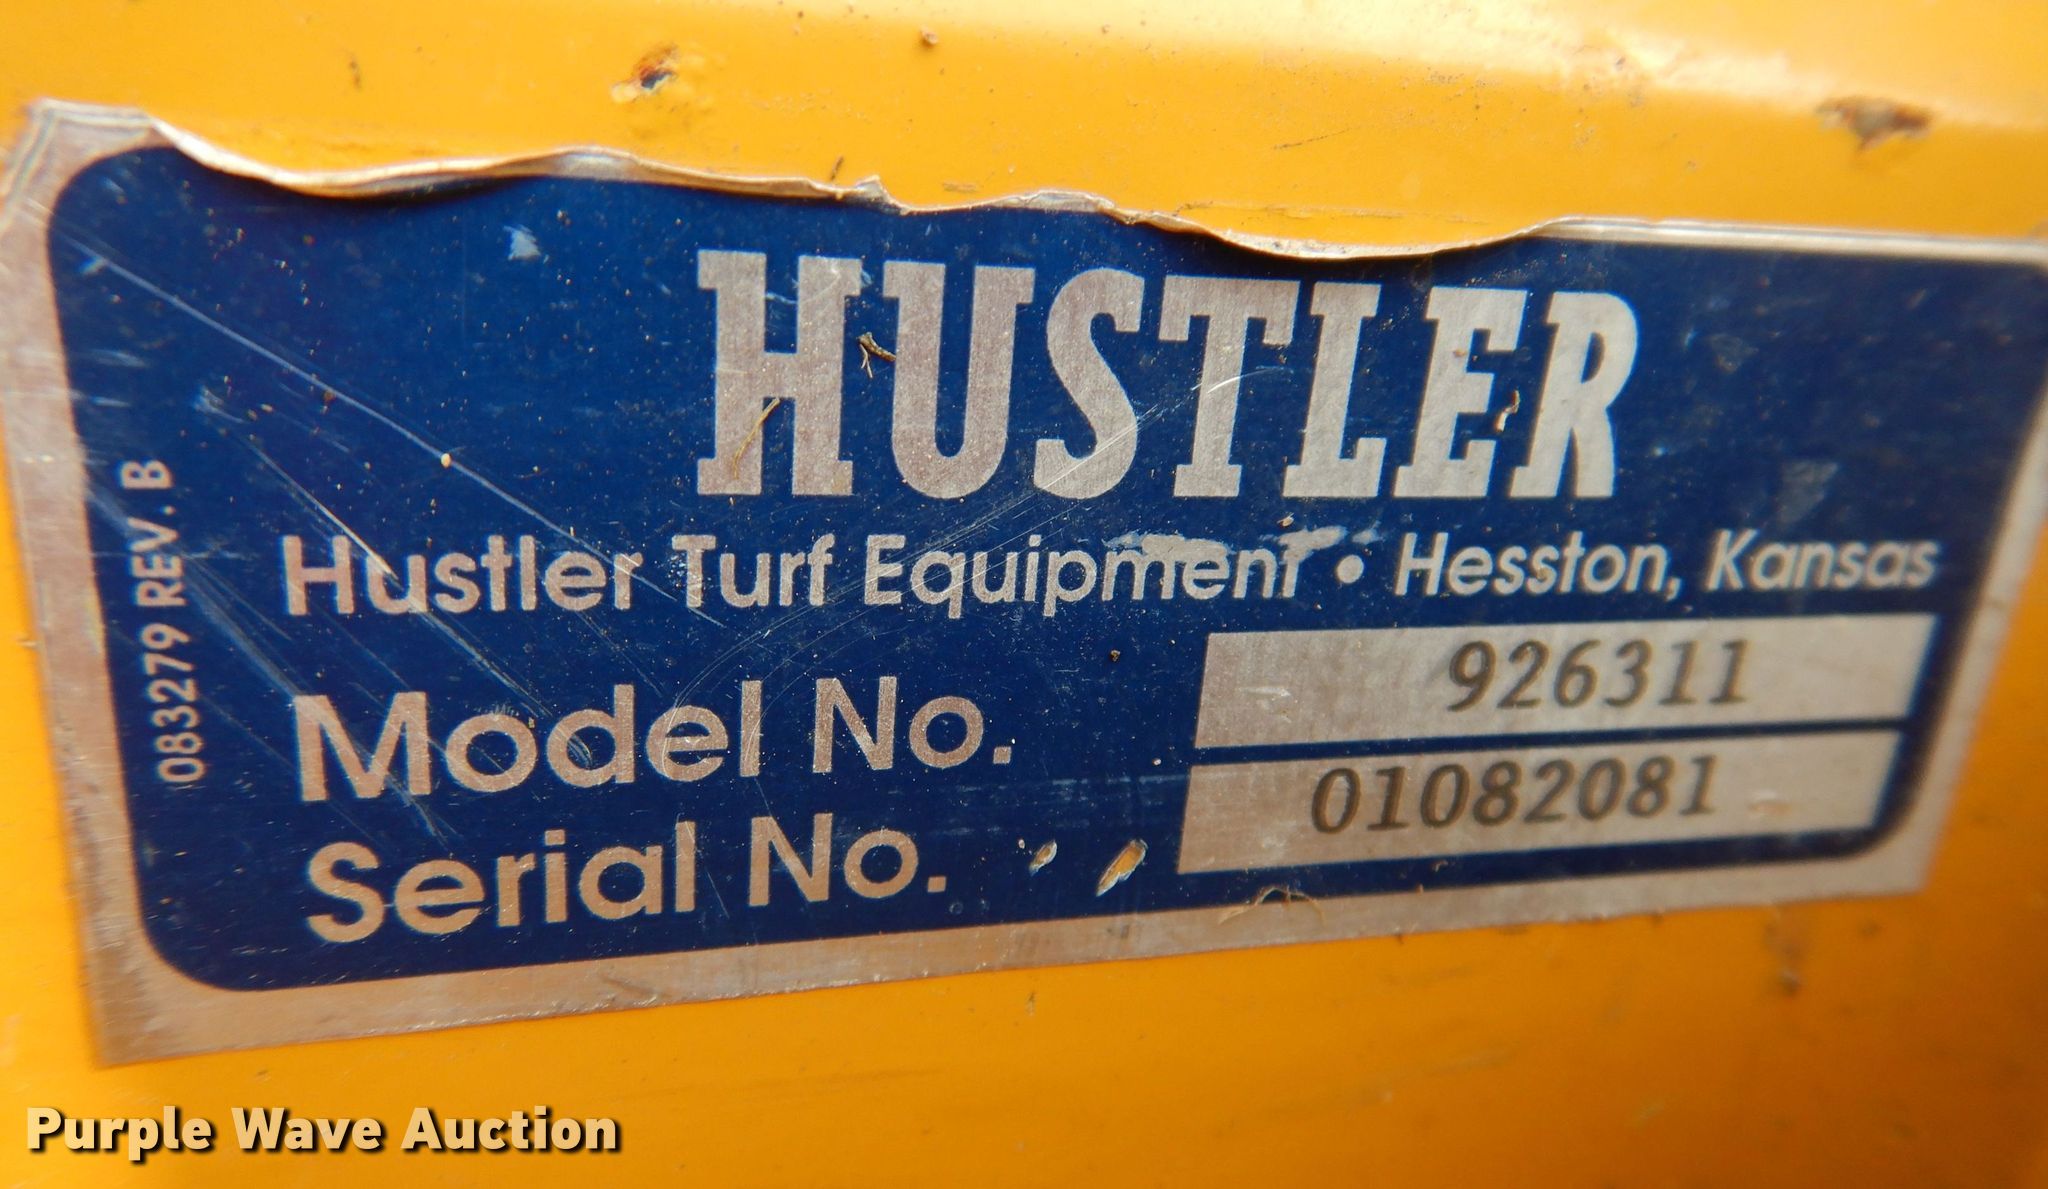 HUSTLER
Hustler Turf Equipment • Hesston, Kansas
Model No. 926311
Serial No. 01082081
083279 REV. B
Purple Wave Auction